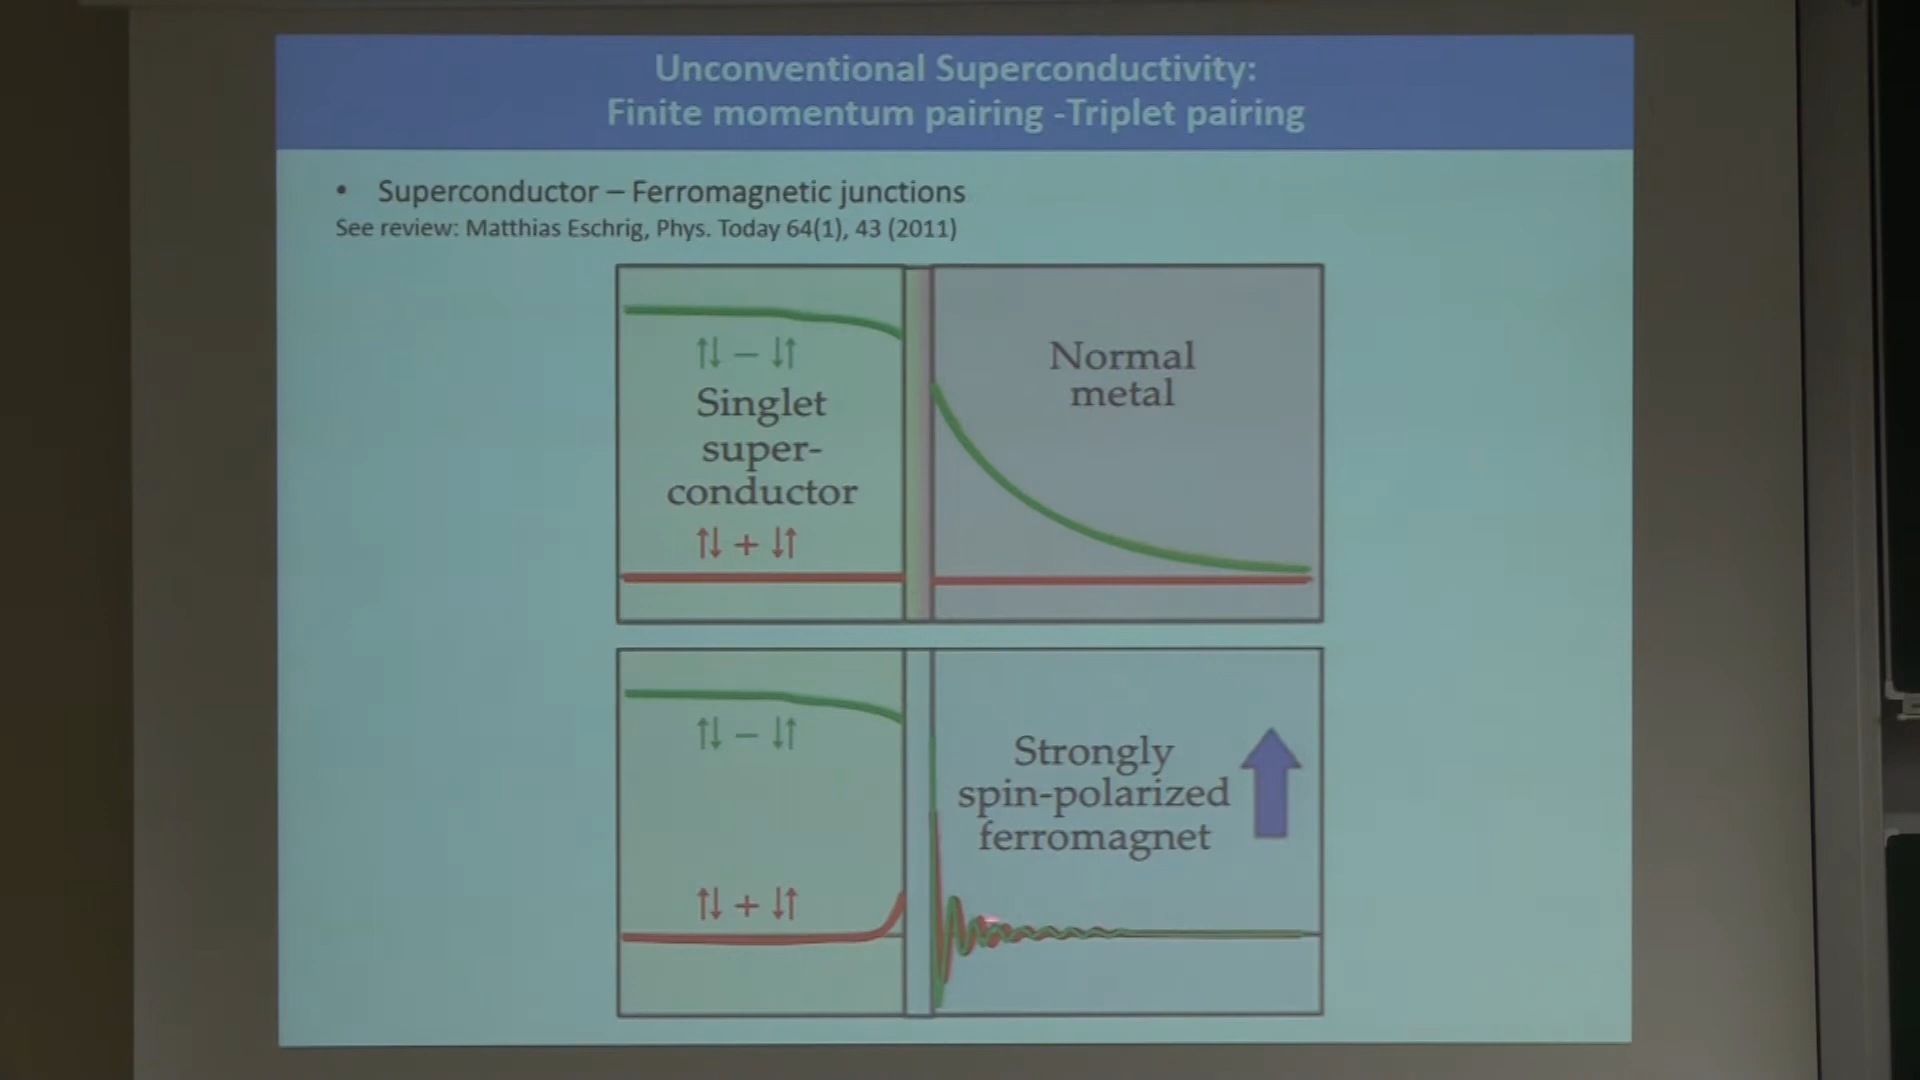 Unconventional Superconductivity:
Finite momentum pairing -Triplet pairing
• Superconductor – Ferromagnetic junctions
See review: Matthias Eschrig, Phys. Today 64(1), 43 (2011)
↑↓ – ↓↑
Singlet
super-
conductor
↑↓ + ↓↑
Normal
metal
↑↓ – ↓↑
↑↓ + ↓↑
Strongly
spin-polarized
ferromagnet